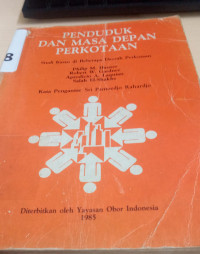 8
PENDUDUK
DAN MASA DEPAN
PERKOTAAN
Studi Kasus di Beberapa Daerah Perkotaan
Philip M. Hauser
Robert W. Gardner
Aprodicio A. Laquian
Salah El-Shakhs
Kata Pengantar: Sri Pamoedjo Rahardjo
Diterbitkan oleh Yayasan Obor Indonesia
1985